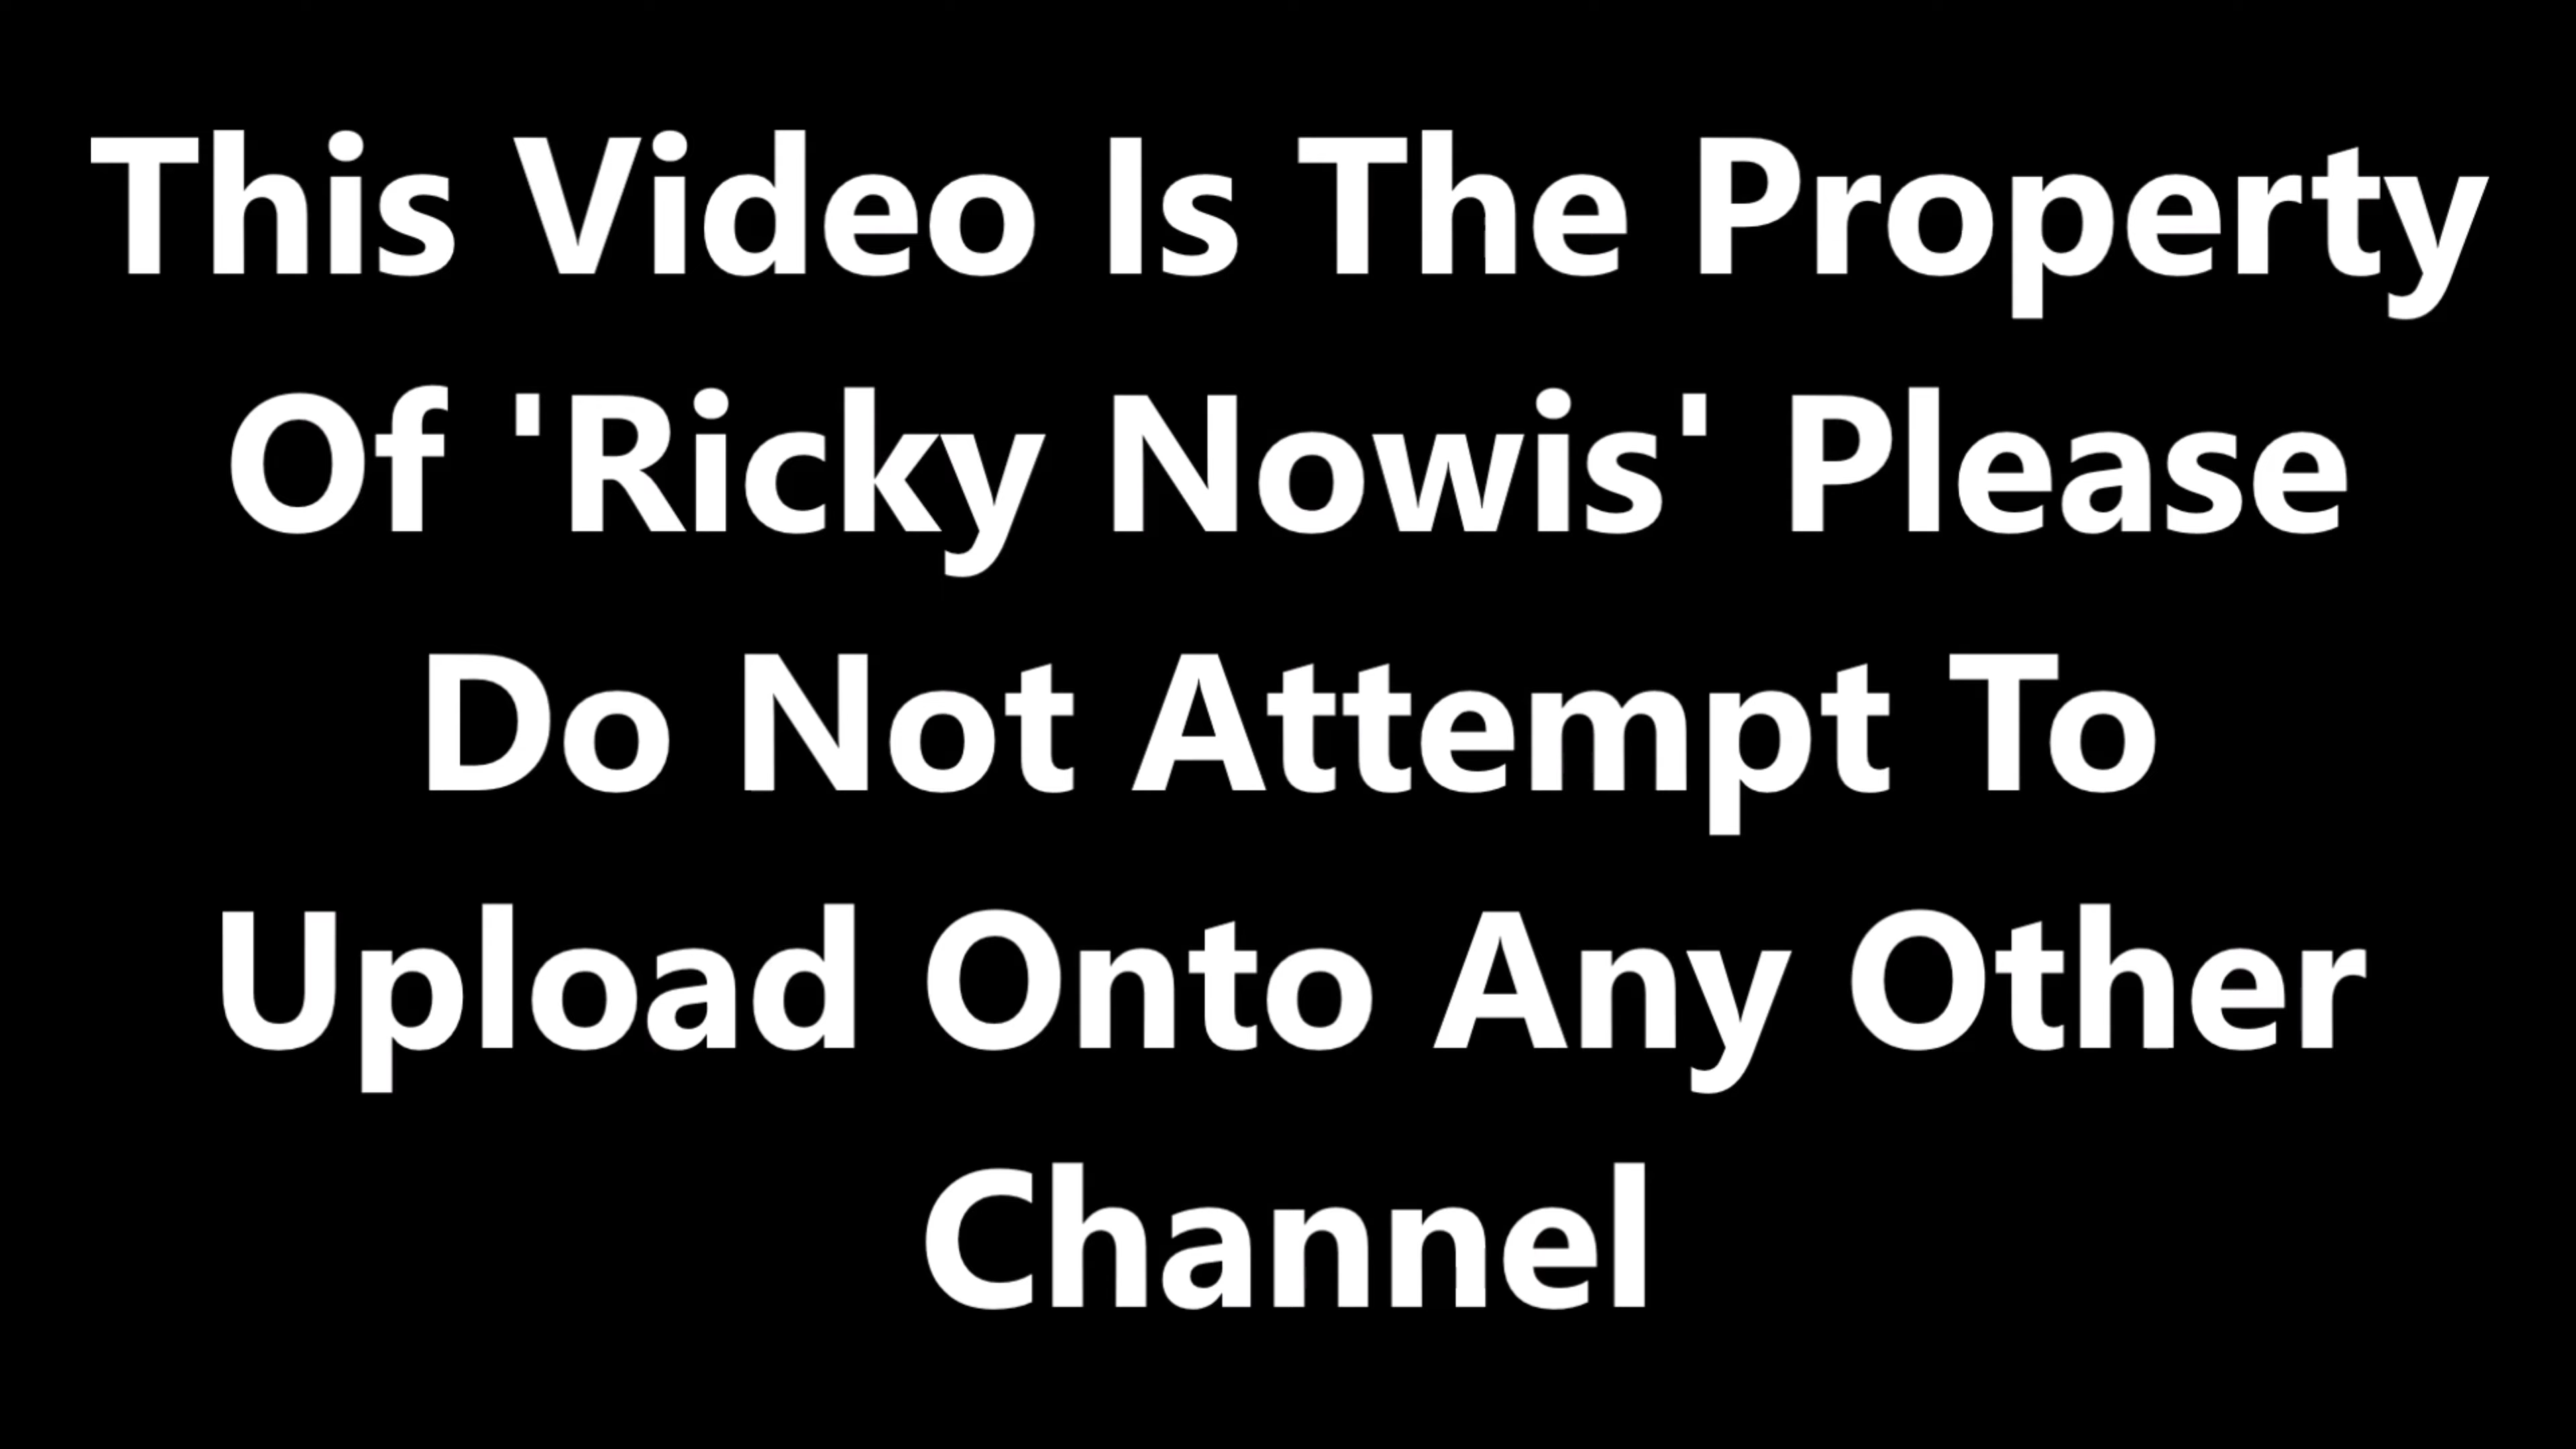 This Video Is The Property
Of 'Ricky Nowis' Please
Do Not Attempt To
Upload Onto Any Other
Channel